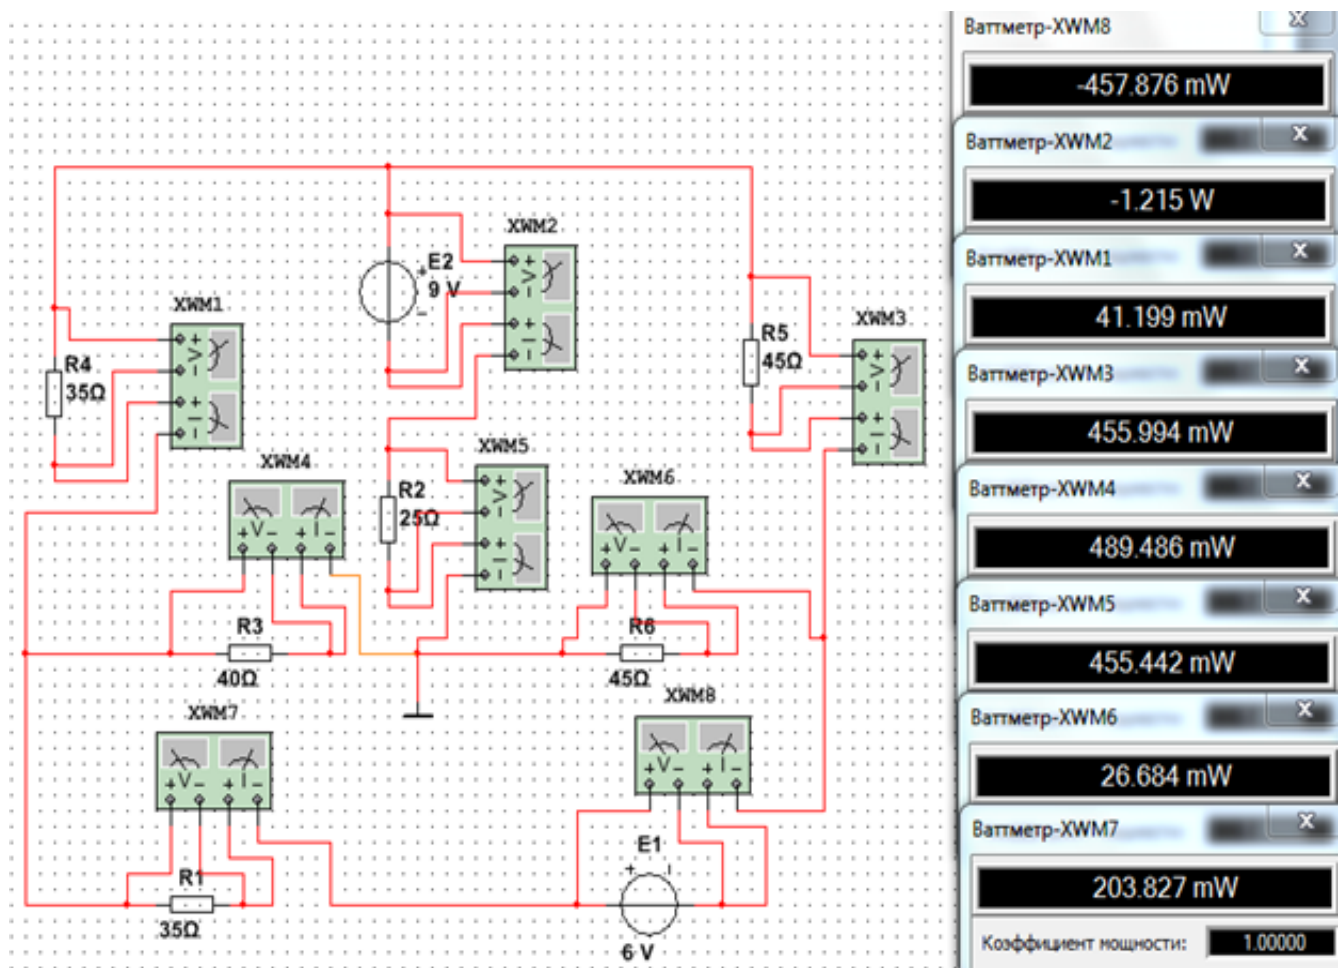 Ваттметр-XWM8
-457.876 mW
Ваттметр-XWM2
-1.215 W
Ваттметр-XWM1
41.199 mW
Ваттметр-XWM3
455.994 mW
Ваттметр-XWM4
489.486 mW
Ваттметр-XWM5
455.442 mW
Ваттметр-XWM6
26.684 mW
Ваттметр-XWM7
203.827 mW
Коэффициент мощности: 1.00000
XWM2
E2
9 V
XWM1
R4
35Ω
XWM3
R5
45Ω
XWM4
XWM5
R2
25Ω
XWM6
R3
40Ω
R6
45Ω
XWM7
XWM8
R1
35Ω
E1
6 V